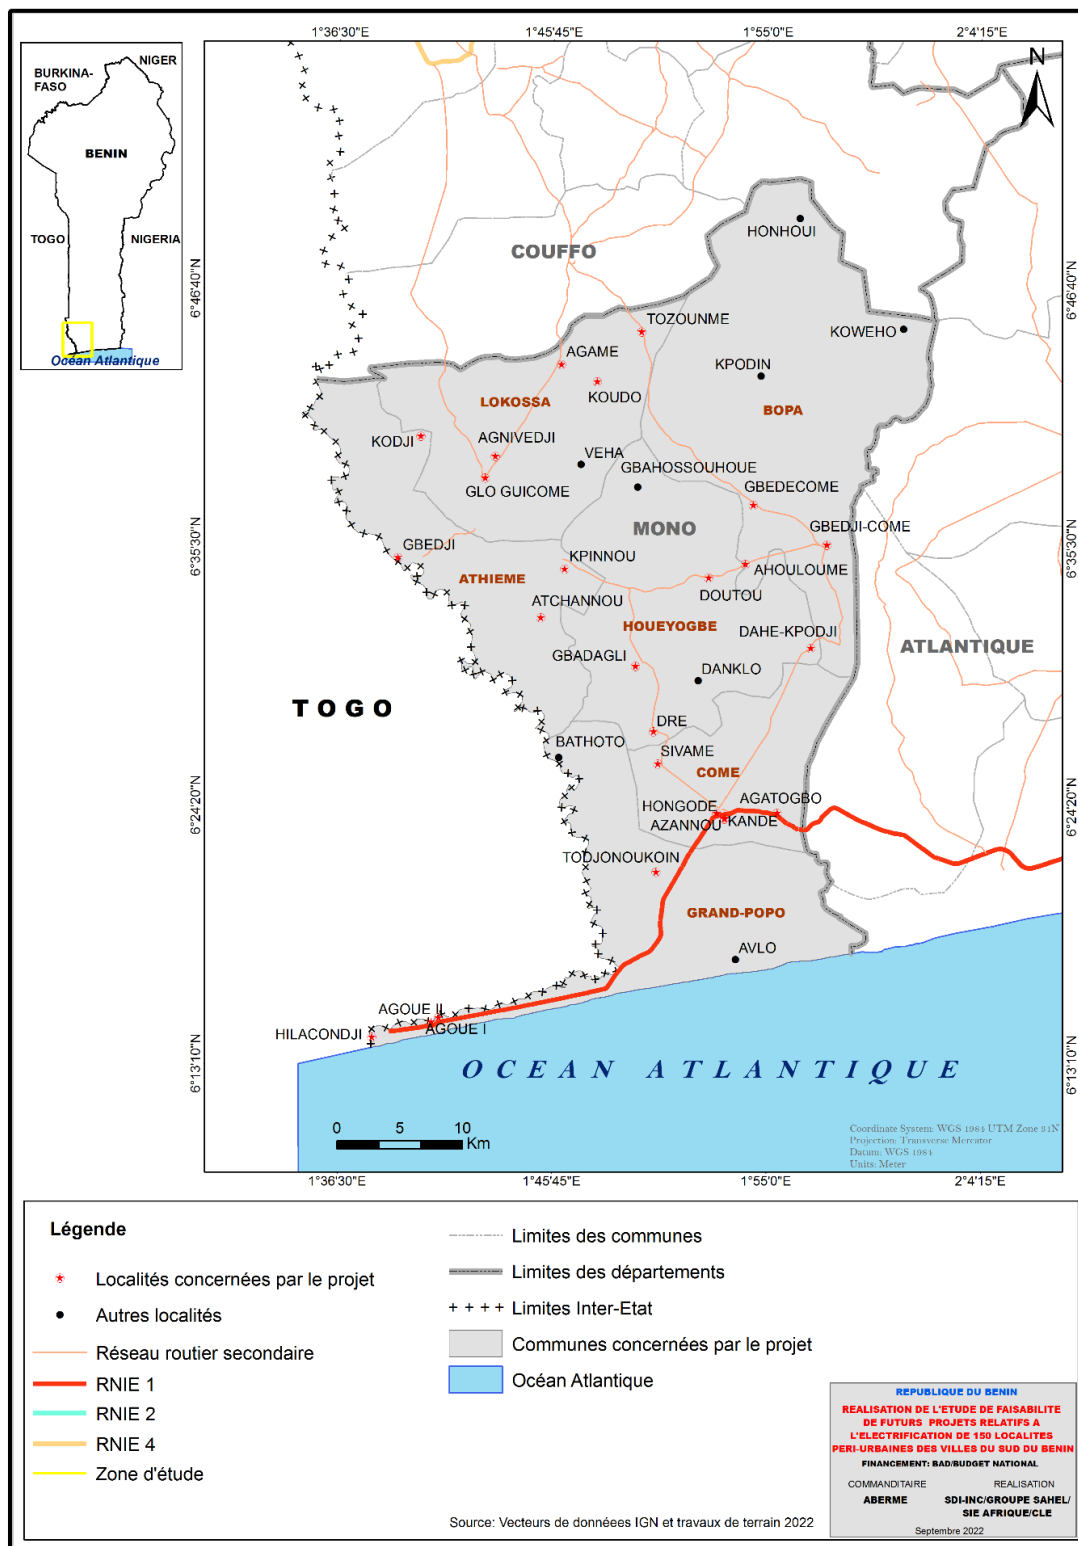 1°36'30"E
1°45'45"E
1°55'0"E
2°4'15"E
NIGER
BURKINA-
FASO
BENIN
TOGO
NIGERIA
Océan Atlantique
N
6°46'40"N
6°46'40"N
6°35'30"N
6°35'30"N
6°24'20"N
6°24'20"N
6°13'10"N
6°13'10"N
HONHOUI
COUFFO
TOZOUNME
KOWEHO
AGAME
KPODIN
KOUDO
LOKOSSA
BOPA
KODJI
AGNIVEDJI
VEHA
GBAHOSSOUHOUE
GLO GUICOME
GBEDECOME
MONO
GBEDJI-COME
GBEDJI
KPINNOU
ATHIEME
AHOULOUME
DOUTOU
ATCHANNOU
HOUEYOGBE
DAHE-KPODJI
ATLANTIQUE
GBADAGLI
DANKLO
TOGO
DRE
BATHOTO
SIVAME
COME
AGATOGBO
HONGODE
AZANNOU
KANDE
TODJONOUKOIN
GRAND-POPO
AVLO
AGOUE II
AGOUE I
HILACONDJI
OCEAN ATLANTIQUE
0 5 10
Km
Coordinate System: WGS 1984 UTM Zone 31N
Projection: Transverse Mercator
Datum: WGS 1984
Units: Meter
1°36'30"E
1°45'45"E
1°55'0"E
2°4'15"E
Légende
Localités concernées par le projet
Autres localités
Réseau routier secondaire
RNIE 1
RNIE 2
RNIE 4
Zone d'étude
Limites des communes
Limites des départements
Limites Inter-Etat
Communes concernées par le projet
Océan Atlantique
REPUBLIQUE DU BENIN
REALISATION DE L'ETUDE DE FAISABILITE
DE FUTURS PROJETS RELATIFS A
L'ELECTRIFICATION DE 150 LOCALITES
PERI-URBAINES DES VILLES DU SUD DU BENIN
FINANCEMENT: BAD/BUDGET NATIONAL
COMMANDITAIRE
REALISATION
ABERME
SDI-INC/GROUPE SAHEL/
SIE AFRIQUE/CLE
Septembre 2022
Source: Vecteurs de donnéees IGN et travaux de terrain 2022